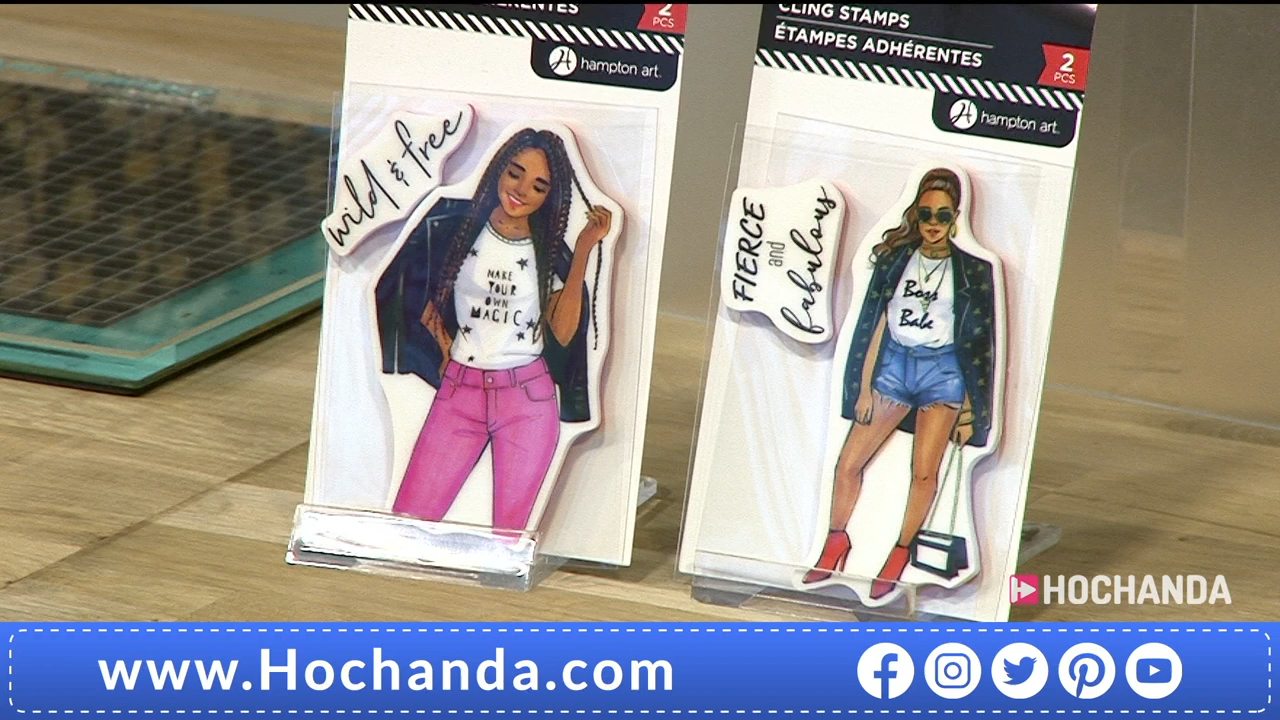 ADHÉRENTES
2
PCS
hampton art.
wild & free
MAKE
YOUR
OWN
MAGIC
CLING STAMPS
ÉTAMPES ADHÉRENTES
2
PCS
hampton art.
FIERCE
and
fabulous
Boss
Babe
HOCHANDA
www.Hochanda.com